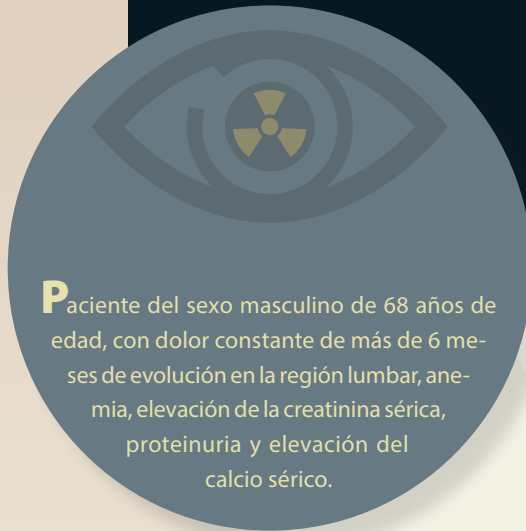 Paciente del sexo masculino de 68 años de
edad, con dolor constante de más de 6 me-
ses de evolución en la región lumbar, ane-
mia, elevación de la creatinina sérica,
proteinuria y elevación del
calcio sérico.